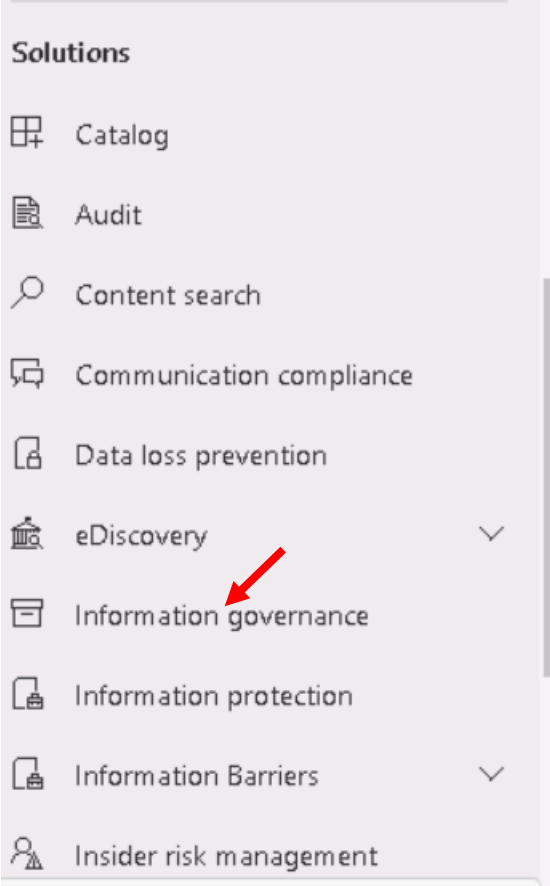 Solutions
Catalog
Audit
Content search
Communication compliance
Data loss prevention
eDiscovery
Information governance
Information protection
Information Barriers
Insider risk management